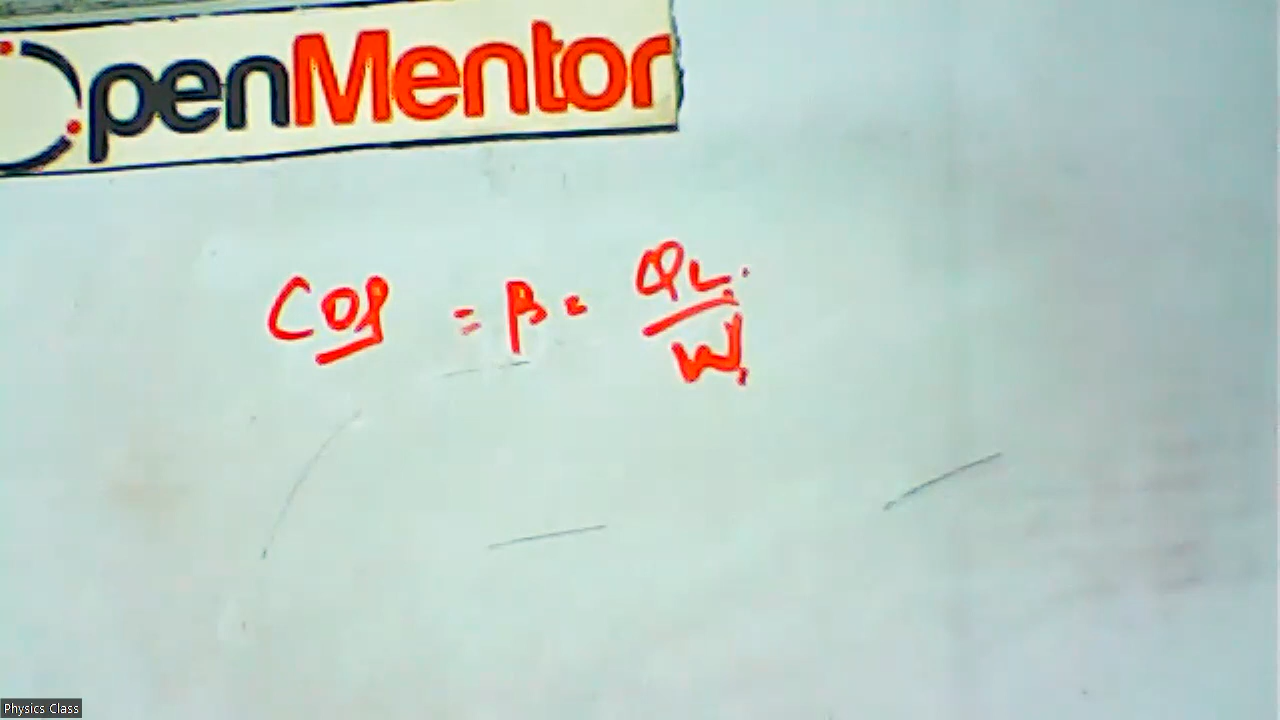 OpenMentor
COP = β = QL
W
Physics Class